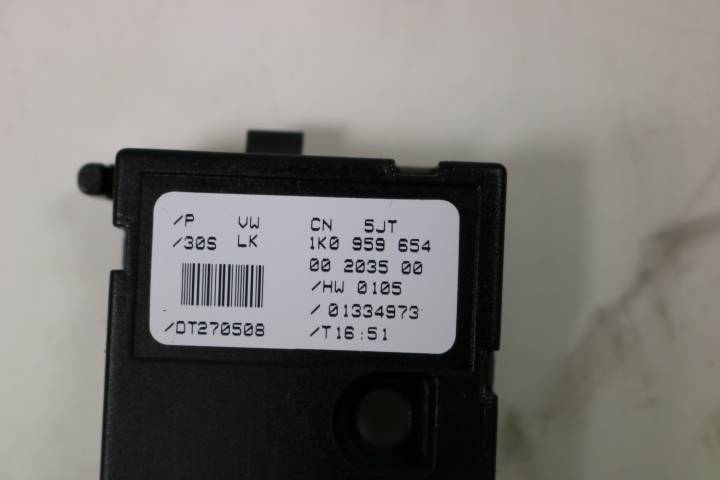 /P VW CN 5JT
/30S LK 1K0 959 654
00 2035 00
/HW 0105
/01334973
/DT270508 /T16:51